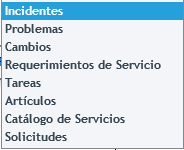 Incidentes
Problemas
Cambios
Requerimientos de Servicio
Tareas
Artículos
Catálogo de Servicios
Solicitudes